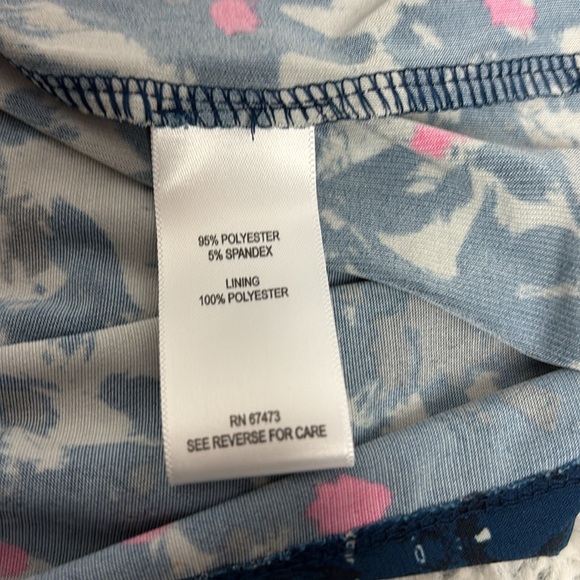 95% POLYESTER
5% SPANDEX
LINING
100% POLYESTER
RN 67473
SEE REVERSE FOR CARE